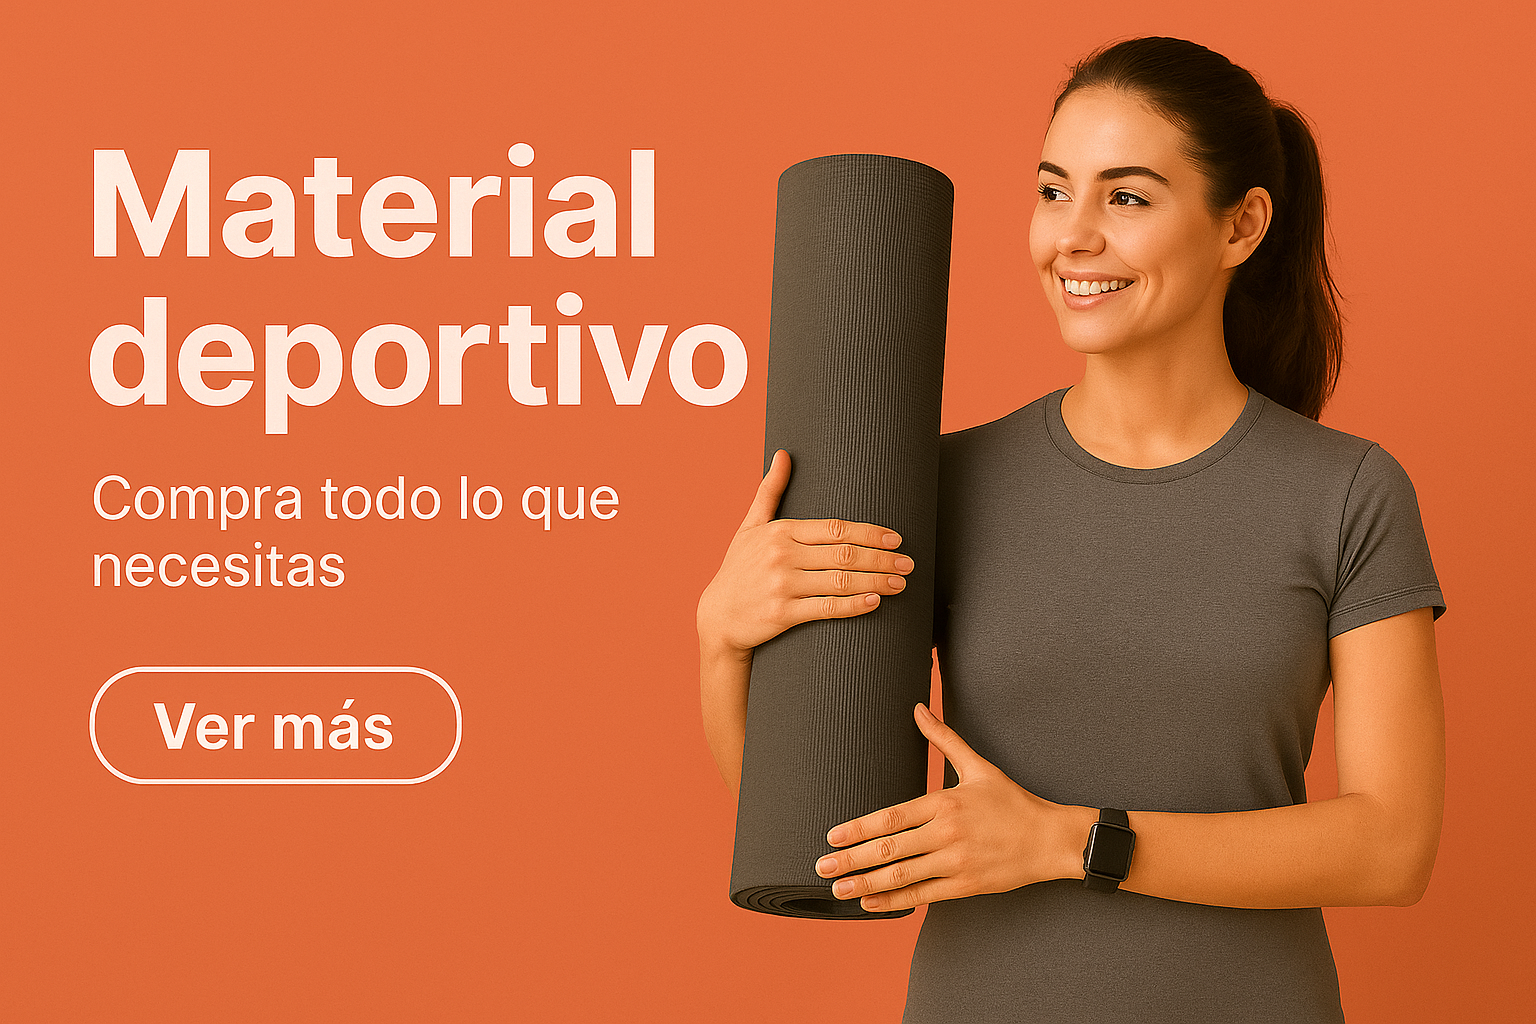 Material
deportivo
Compra todo lo que
necesitas
Ver más